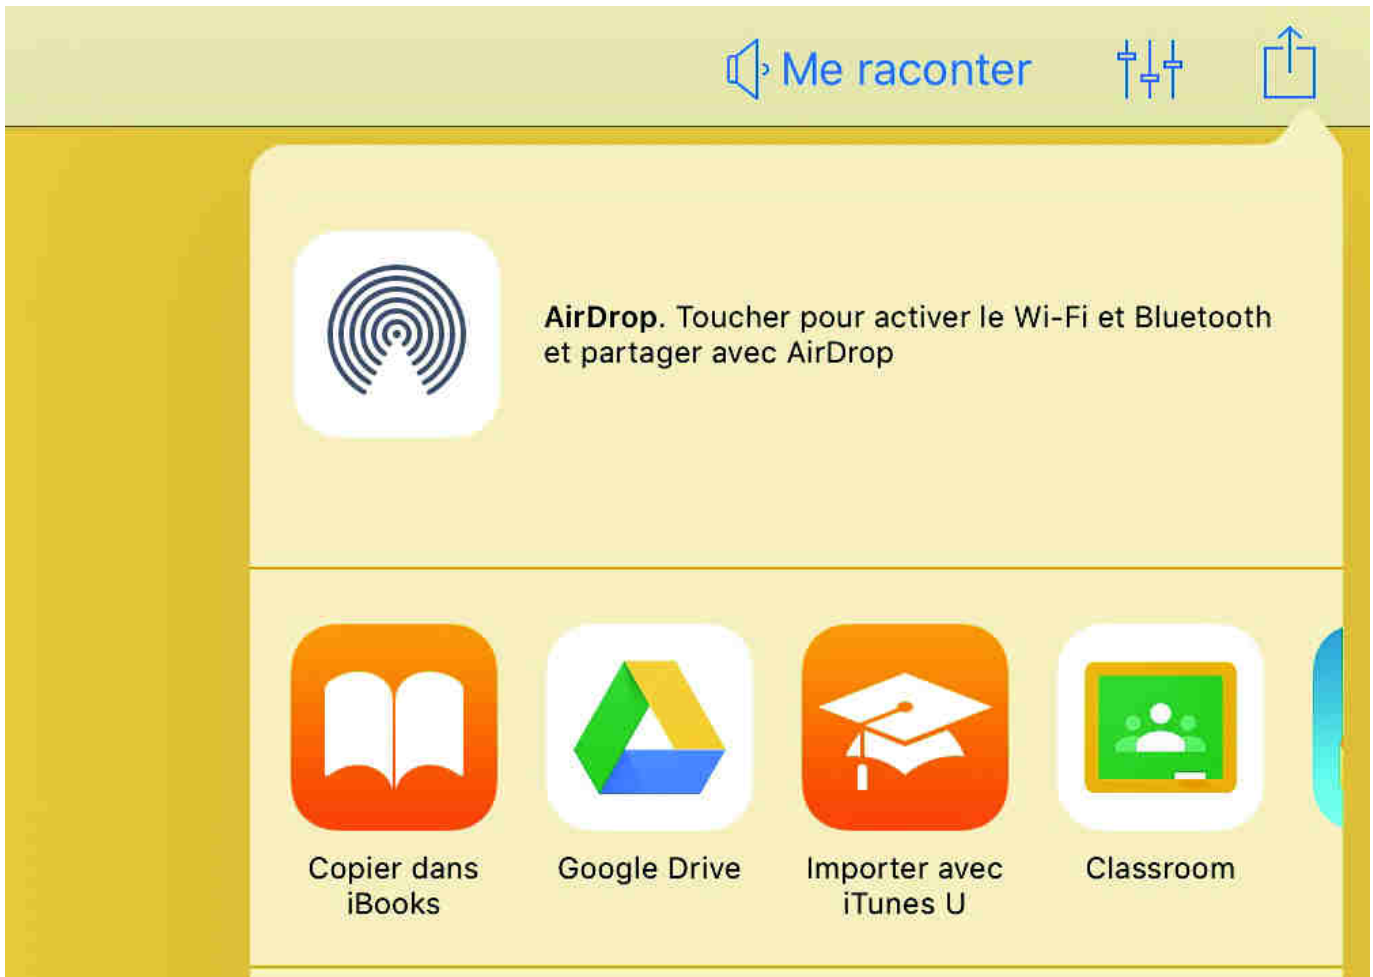 Me raconter
AirDrop. Toucher pour activer le Wi-Fi et Bluetooth
et partager avec AirDrop
Copier dans
iBooks
Google Drive
Importer avec
iTunes U
Classroom